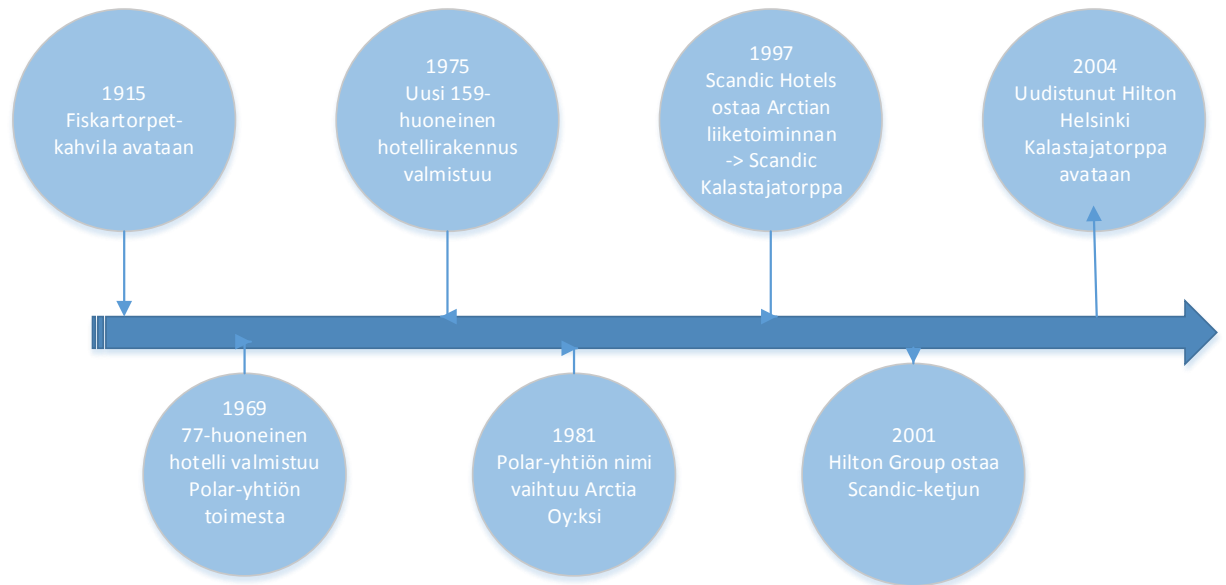 1915
Fiskartorpet-
kahvila avataan
1975
Uusi 159-
huoneinen
hotellirakennus
valmistuu
1997
Scandic Hotels
ostaa Arctian
liiketoiminnan
-> Scandic
Kalastajatorppa
2004
Uudistunut Hilton
Helsinki
Kalastajatorppa
avataan
1969
77-huoneinen
hotelli valmistuu
Polar-yhtiön
toimesta
1981
Polar-yhtiön nimi
vaihtuu Arctia
Oy:ksi
2001
Hilton Group ostaa
Scandic-ketjun